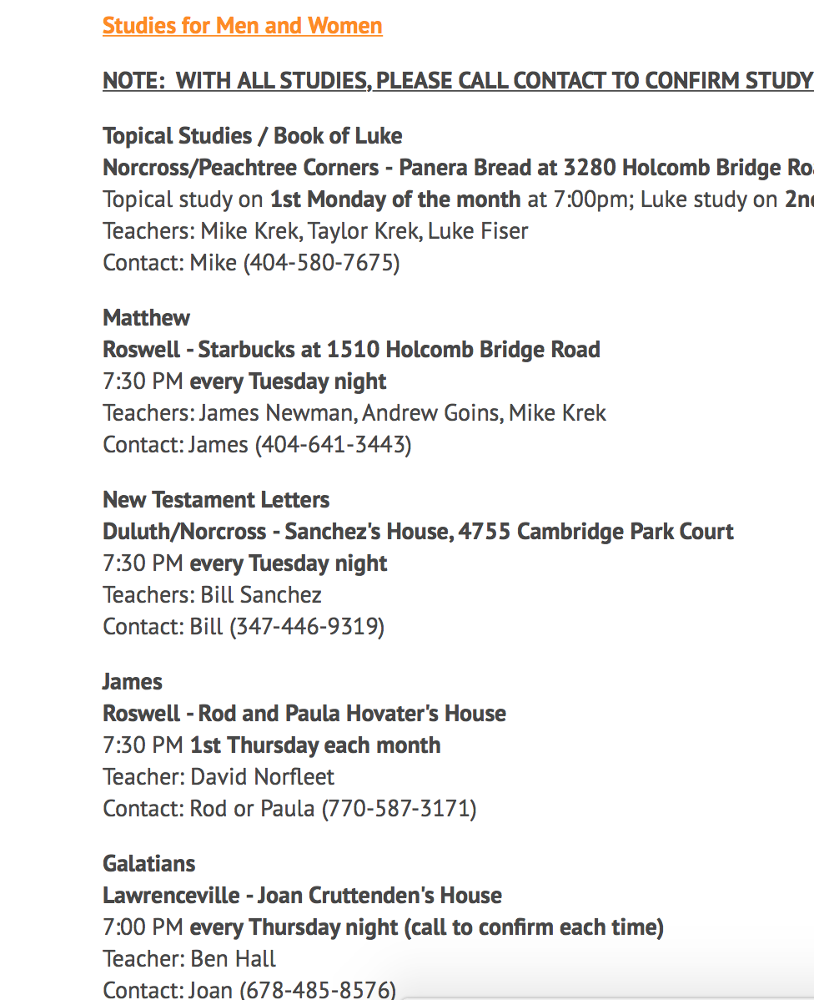 Studies for Men and Women
NOTE:  WITH ALL STUDIES, PLEASE CALL CONTACT TO CONFIRM STUDY
Topical Studies / Book of Luke
Norcross/Peachtree Corners - Panera Bread at 3280 Holcomb Bridge
Topical study on 1st Monday of the month at 7:00pm; Luke study on
Teachers: Mike Krek, Taylor Krek, Luke Fiser
Contact: Mike (404-580-7675)
Matthew
Roswell - Starbucks at 1510 Holcomb Bridge Road
7:30 PM every Tuesday night
Teachers: James Newman, Andrew Goins, Mike Krek
Contact: James (404-641-3443)
New Testament Letters
Duluth/Norcross - Sanchez's House, 4755 Cambridge Park Court
7:30 PM every Tuesday night
Teachers: Bill Sanchez
Contact: Bill (347-446-9319)
James
Roswell - Rod and Paula Hovater's House
7:30 PM 1st Thursday each month
Teacher: David Norfleet
Contact: Rod or Paula (770-587-3171)
Galatians
Lawrenceville - Joan Cruttenden's House
7:00 PM every Thursday night (call to confirm each time)
Teacher: Ben Hall
Contact: Joan (678-485-8576)